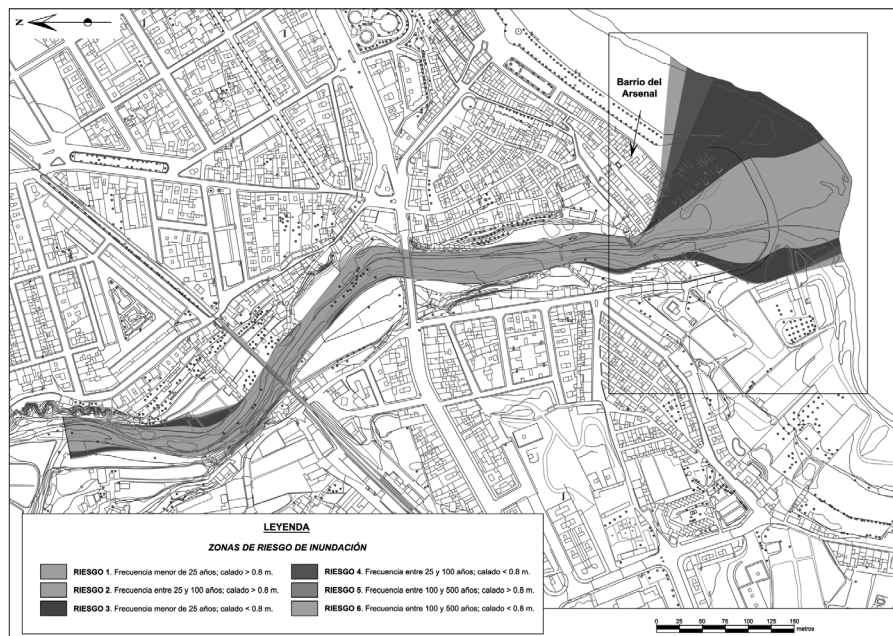 N
Barrio del
Arsenal
LEYENDA
ZONAS DE RIESGO DE INUNDACIÓN
RIESGO 1. Frecuencia menor de 25 años; calado > 0.8 m.
RIESGO 2. Frecuencia entre 25 y 100 años; calado > 0.8 m.
RIESGO 3. Frecuencia menor de 25 años; calado < 0.8 m.
RIESGO 4. Frecuencia entre 25 y 100 años; calado < 0.8 m.
RIESGO 5. Frecuencia entre 100 y 500 años; calado > 0.8 m.
RIESGO 6. Frecuencia entre 100 y 500 años; calado < 0.8 m.
0 25 50 75 100 125 150
metros